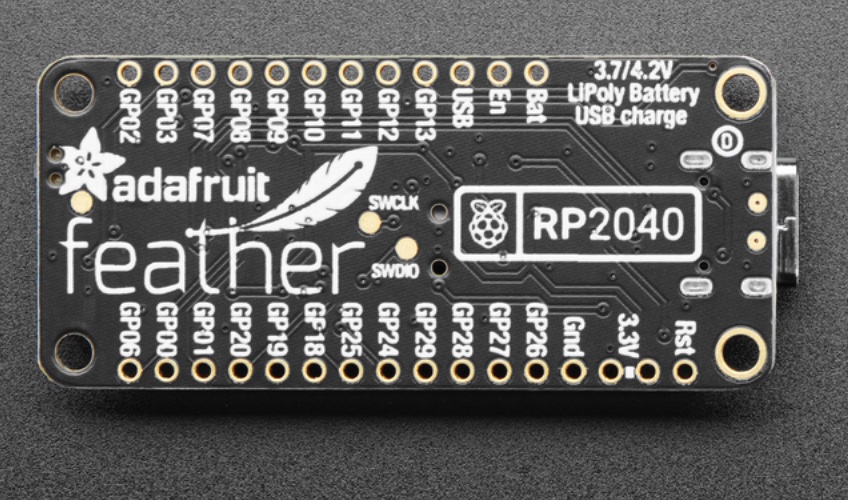 GP02 GP03 GP07 GP08 GP09 GP10 GP11 GP12 GP13 USB En Bat
3.7/4.2V
LiPoly Battery
USB charge
adafruit
feather
SWCLK
SWDIO
RP2040
GP06 GP00 GP01 GP20 GP19 GP18 GP25 GP24 GP29 GP28 GP27 GP26 Gnd 3.3V Rst